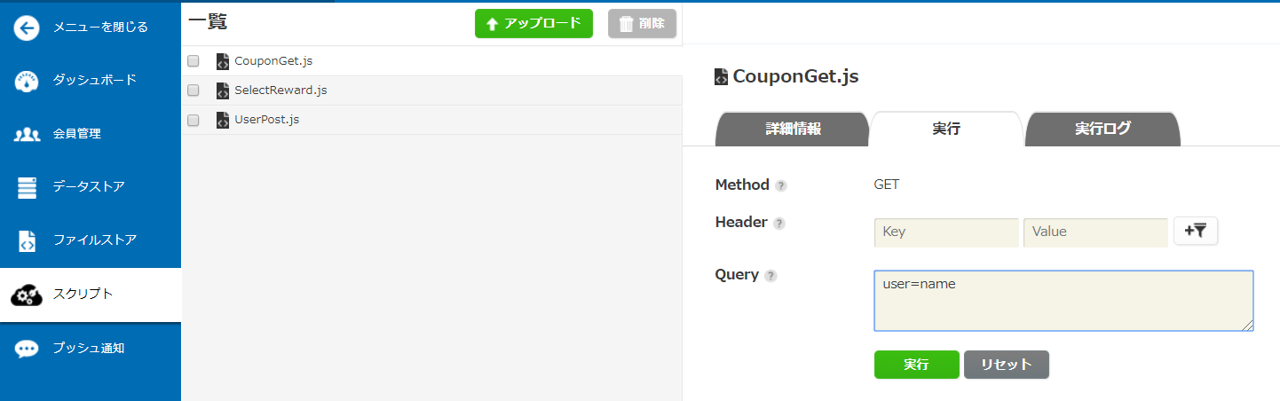 メニューを閉じる
ダッシュボード
会員管理
データストア
ファイルストア
スクリプト
プッシュ通知
一覧
アップロード
削除
CouponGet.js
SelectReward.js
UserPost.js
CouponGet.js
詳細情報
実行
実行ログ
Method ?
GET
Header ?
Key
Value
+
Query ?
user=name
実行
リセット